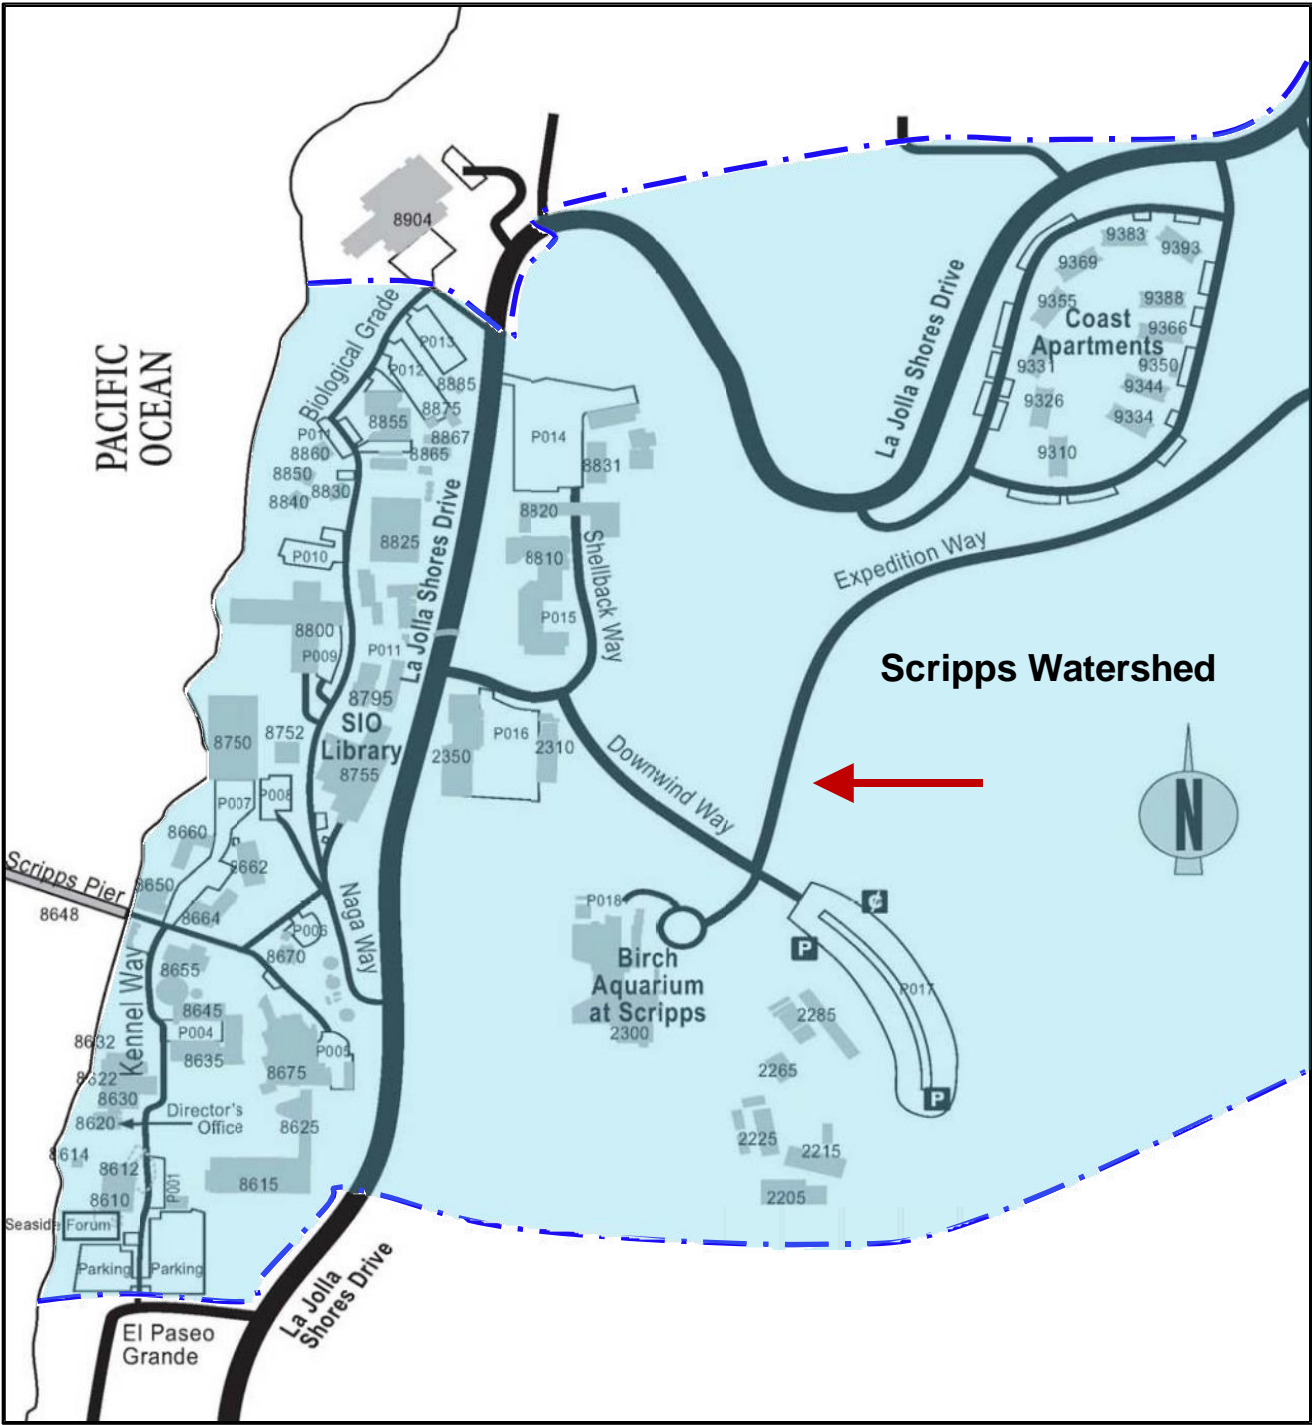 8904
9383
9393
9369
9355
9388
Coast
Apartments
9366
9331
9350
9344
9326
9334
9310
La Jolla Shores Drive
Biological Grade
P013
P012
8885
8875
8855
8867
P011
8860
8865
8850
8830
8840
PACIFIC
OCEAN
P014
8831
8820
8825
8810
P010
La Jolla Shores Drive
Shellback Way
Expedition Way
P015
8800
P009
P011
8795
SIO
Library
8755
Scripps Watershed
8750
8752
P016
2350
2310
Downwind Way
N
P007
P008
8660
8662
8650
8664
Scripps Pier
8648
Naga Way
P006
8670
P018
Birch
Aquarium
at Scripps
2300
P
P017
P
Kennel Way
8655
8645
P004
8635
8632
8622
8630
8620
Director's
Office
8675
P005
8625
2285
2265
2225
2215
2205
8614
8612
8610
P001
8615
Seaside Forum
Parking
Parking
El Paseo
Grande
La Jolla
Shores Drive